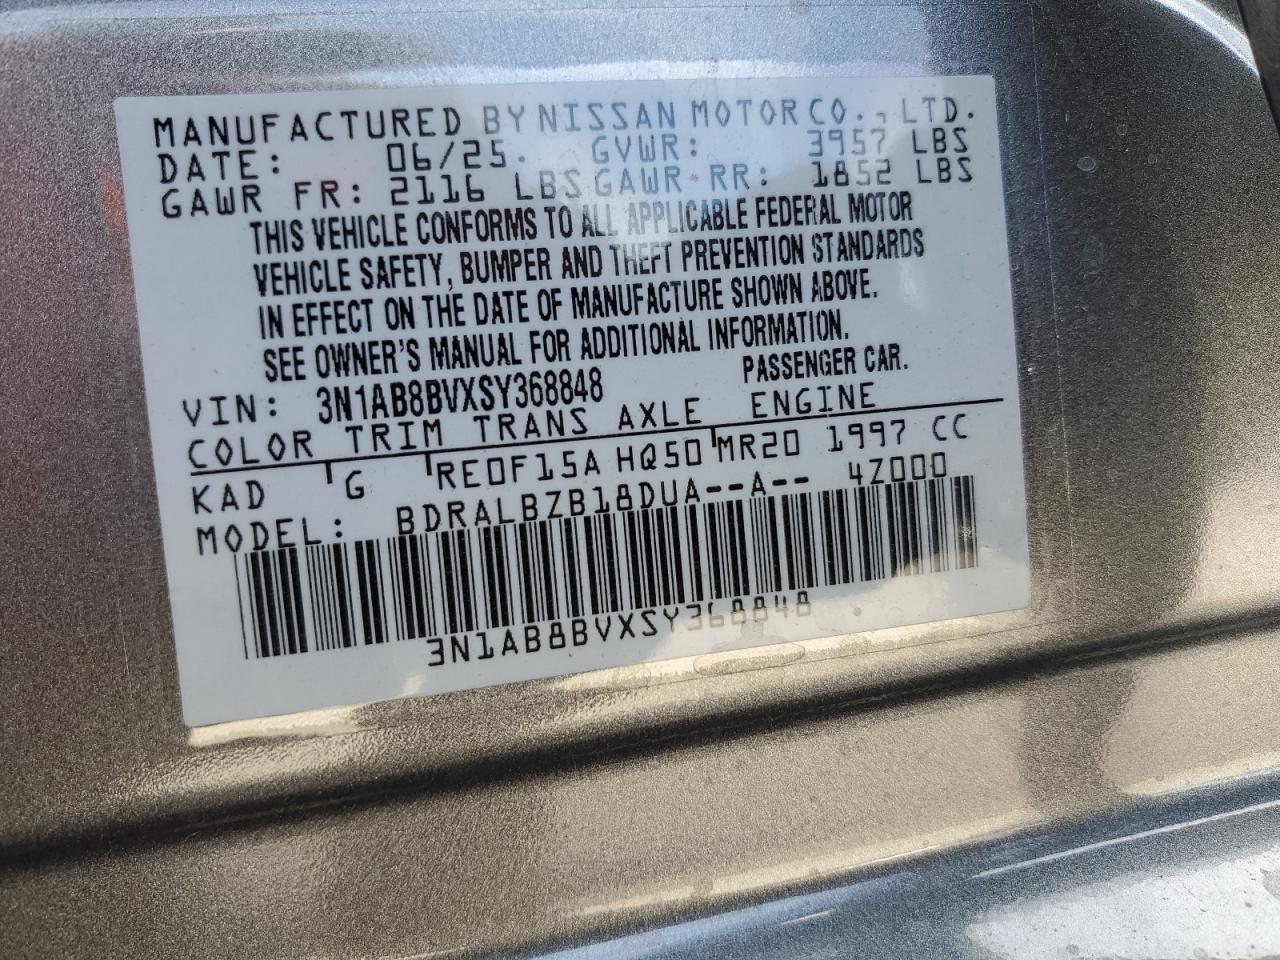 MANUFACTURED BY NISSAN MOTOR CO., LTD.
DATE: 06/25. GVWR: 3957 LBS
GAWR FR: 2116 LBS GAWR RR: 1852 LBS
THIS VEHICLE CONFORMS TO ALL APPLICABLE FEDERAL MOTOR
VEHICLE SAFETY, BUMPER AND THEFT PREVENTION STANDARDS
IN EFFECT ON THE DATE OF MANUFACTURE SHOWN ABOVE.
SEE OWNER'S MANUAL FOR ADDITIONAL INFORMATION.
VIN: 3N1AB8BVXSY368848 PASSENGER CAR.
COLOR TRIM TRANS AXLE ENGINE
KAD G RE0F15A HQ50 MR20 1997 CC
MODEL: BDRALBZB18DUA--A-- 4Z000
3N1AB8BVXSY368848